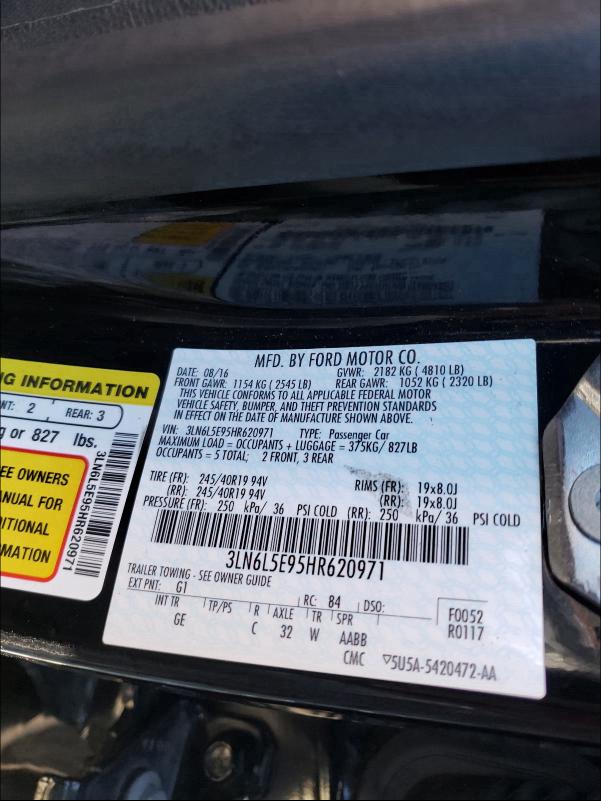 MFD. BY FORD MOTOR CO.
DATE: 08/16 GVWR: 2182 KG ( 4810 LB)
FRONT GAWR: 1154 KG ( 2545 LB) REAR GAWR: 1052 KG ( 2320 LB)
THIS VEHICLE CONFORMS TO ALL APPLICABLE FEDERAL MOTOR
VEHICLE SAFETY, BUMPER, AND THEFT PREVENTION STANDARDS
IN EFFECT ON THE DATE OF MANUFACTURE SHOWN ABOVE.
VIN: 3LN6L5E95HR620971 TYPE: Passenger Car
MAXIMUM LOAD = OCCUPANTS + LUGGAGE = 375KG/ 827LB
OCCUPANTS = 5 TOTAL; 2 FRONT, 3 REAR
TIRE (FR): 245/40R19 94V RIMS (FR): 19x8.0J
(RR): 245/40R19 94V (RR): 19x8.0J
PRESSURE (FR): 250 kPa/ 36 PSI COLD (RR): 250 kPa/ 36 PSI COLD
3LN6L5E95HR620971
TRAILER TOWING - SEE OWNER GUIDE
EXT PNT: G1 RC: 84 DSO:
INT TR TP/PS R AXLE TR SPR F0052
GE C 32 W AABB R0117
CMC ▽5U5A-5420472-AA
NG INFORMATION
NT: 2 REAR: 3
g or 827 lbs.
EE OWNERS
ANUAL FOR
DITIONAL
RMATION
3LN6L5E95HR620971